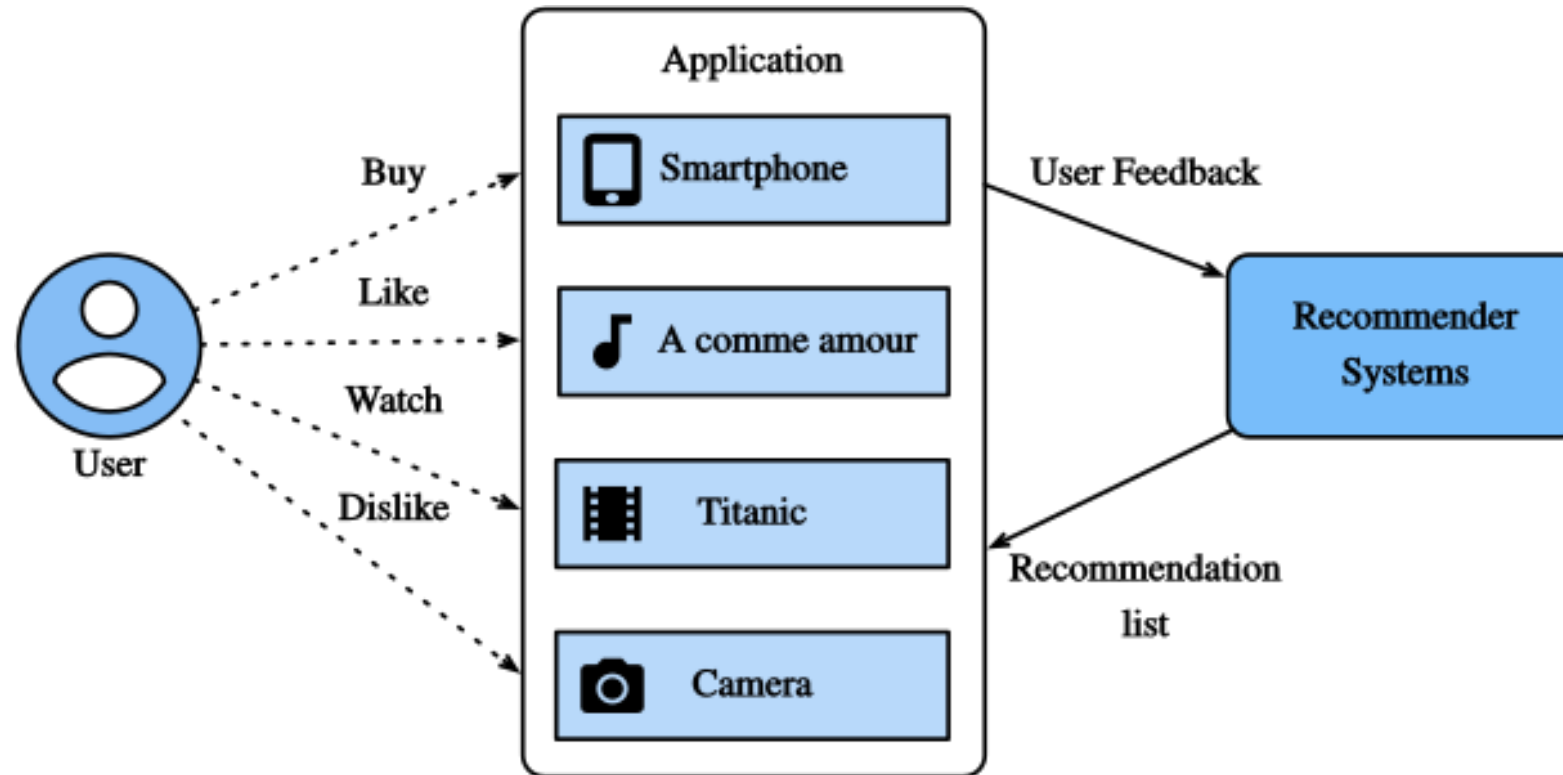 Application
Buy
Smartphone
User Feedback
Like
A comme amour
Recommender
Systems
Watch
User
Dislike
Titanic
Recommendation
list
Camera